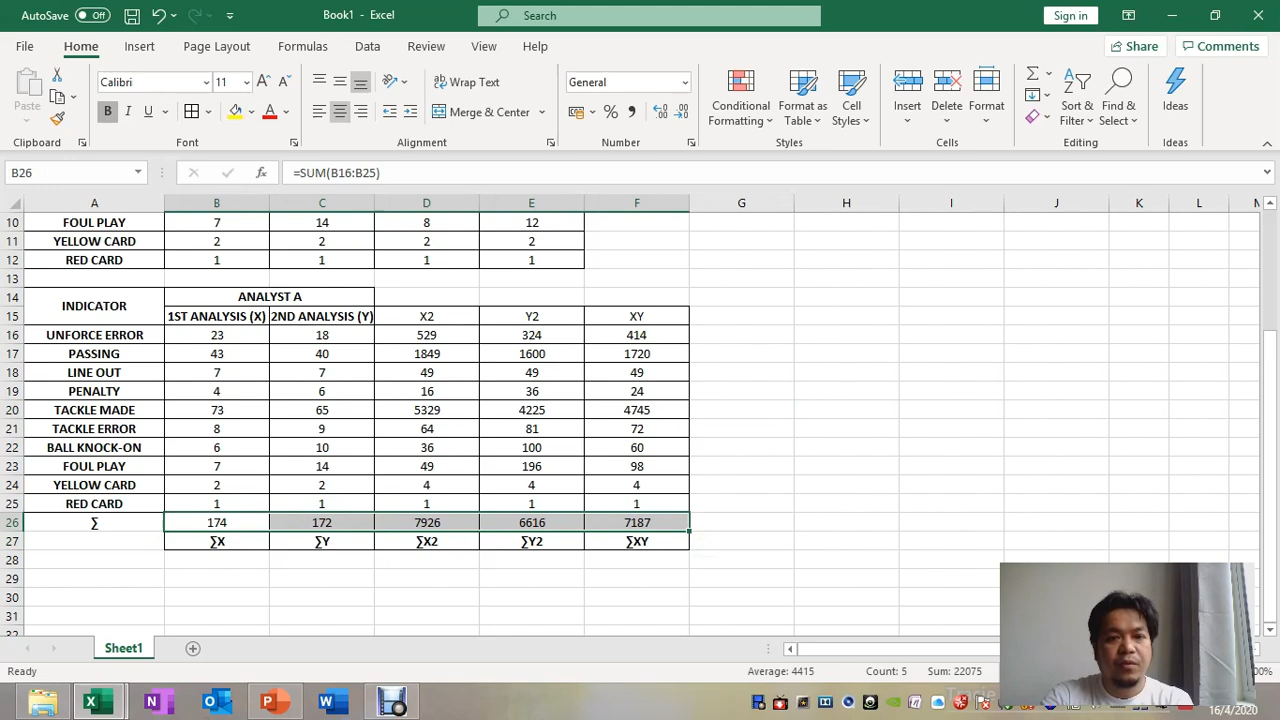 AutoSave Off Book1 - Excel Search Sign in
File Home Insert Page Layout Formulas Data Review View Help Share Comments
Paste Calibri 11 Wrap Text General Conditional Formatting Format as Table Cell Styles Insert Delete Format Sort & Filter Find & Select Ideas
B I U Merge & Center
Clipboard Font Alignment Number Styles Cells Editing Ideas
B26 fx =SUM(B16:B25)
A B C D E F G H I J K L M
10 FOUL PLAY 7 14 8 12
11 YELLOW CARD 2 2 2 2
12 RED CARD 1 1 1 1
13
14 INDICATOR ANALYST A
15 1ST ANALYSIS (X) 2ND ANALYSIS (Y) X2 Y2 XY
16 UNFORCE ERROR 23 18 529 324 414
17 PASSING 43 40 1849 1600 1720
18 LINE OUT 7 7 49 49 49
19 PENALTY 4 6 16 36 24
20 TACKLE MADE 73 65 5329 4225 4745
21 TACKLE ERROR 8 9 64 81 72
22 BALL KNOCK-ON 6 10 36 100 60
23 FOUL PLAY 7 14 49 196 98
24 YELLOW CARD 2 2 4 4 4
25 RED CARD 1 1 1 1 1
26 ∑ 174 172 7926 6616 7187
27 ∑X ∑Y ∑X2 ∑Y2 ∑XY
28
29
30
31
32
Sheet1
Ready Average: 4415 Count: 5 Sum: 22075
16/4/2020